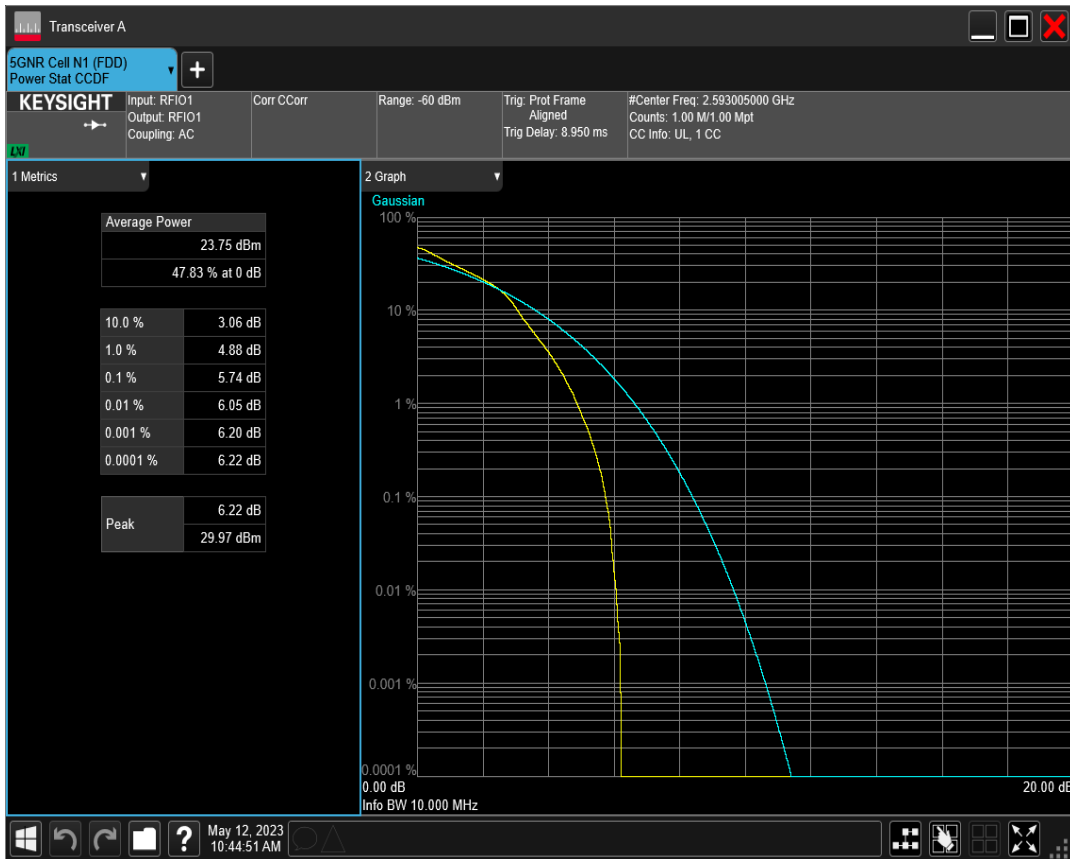 Transceiver A
5GNR Cell N1 (FDD)
Power Stat CCDF
+
KEYSIGHT
LXI
Input: RFIO1
Output: RFIO1
Coupling: AC
Corr CCorr
Range: -60 dBm
Trig: Prot Frame
Aligned
Trig Delay: 8.950 ms
#Center Freq: 2.593005000 GHz
Counts: 1.00 M/1.00 Mpt
CC Info: UL, 1 CC
1 Metrics
Average Power
23.75 dBm
47.83 % at 0 dB
10.0 % 3.06 dB
1.0 % 4.88 dB
0.1 % 5.74 dB
0.01 % 6.05 dB
0.001 % 6.20 dB
0.0001 % 6.22 dB
Peak
6.22 dB
29.97 dBm
2 Graph
Gaussian
100 %
10 %
1 %
0.1 %
0.01 %
0.001 %
0.0001 %
0.00 dB
20.00 dB
Info BW 10.000 MHz
?
May 12, 2023
10:44:51 AM